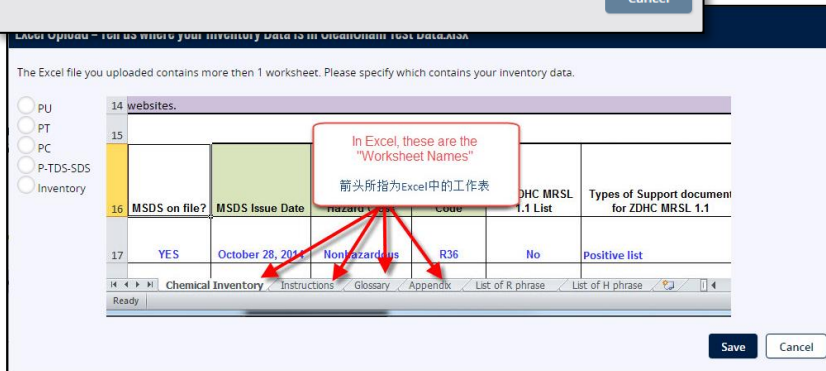 Cancel
Excel Upload – Tell us where your Inventory Data is in CleanChain Test Data.xlsx
The Excel file you uploaded contains more then 1 worksheet. Please specify which contains your inventory data.
PU
PT
PC
P-TDS-SDS
Inventory
14 websites.
15
In Excel, these are the
"Worksheet Names"
箭头所指为Excel中的工作表
16 MSDS on file? MSDS Issue Date Hazard Code DHC MRSL 1.1 List Types of Support document for ZDHC MRSL 1.1
17 YES October 28, 2014 Nonhazardous R36 No Positive list
Chemical Inventory Instructions Glossary Appendix List of R phrase List of H phrase
Ready
Save Cancel